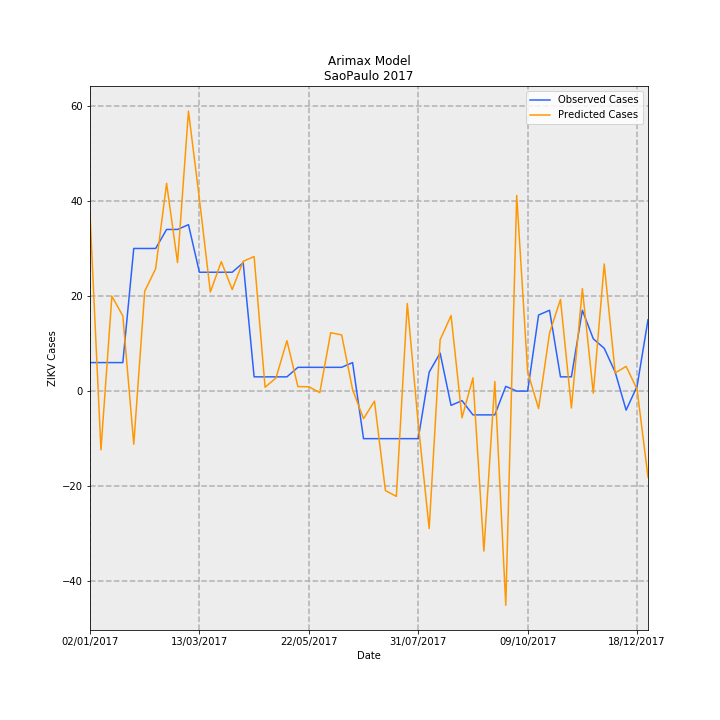 Arimax Model
SaoPaulo 2017
Observed Cases
Predicted Cases
ZIKV Cases
60
40
20
0
−20
−40
02/01/2017
13/03/2017
22/05/2017
31/07/2017
09/10/2017
18/12/2017
Date